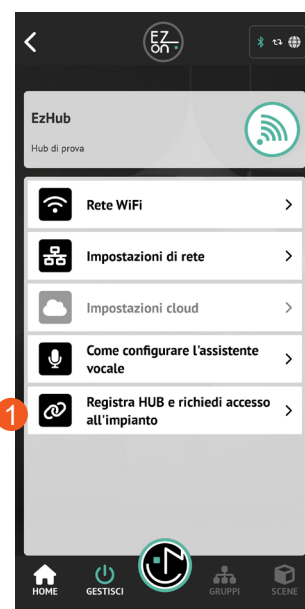 EZ
on
EzHub
Hub di prova
Rete WiFi
Impostazioni di rete
Impostazioni cloud
Come configurare l'assistente
vocale
1
Registra HUB e richiedi accesso
all'impianto
HOME
GESTISCI
GRUPPI
SCENE